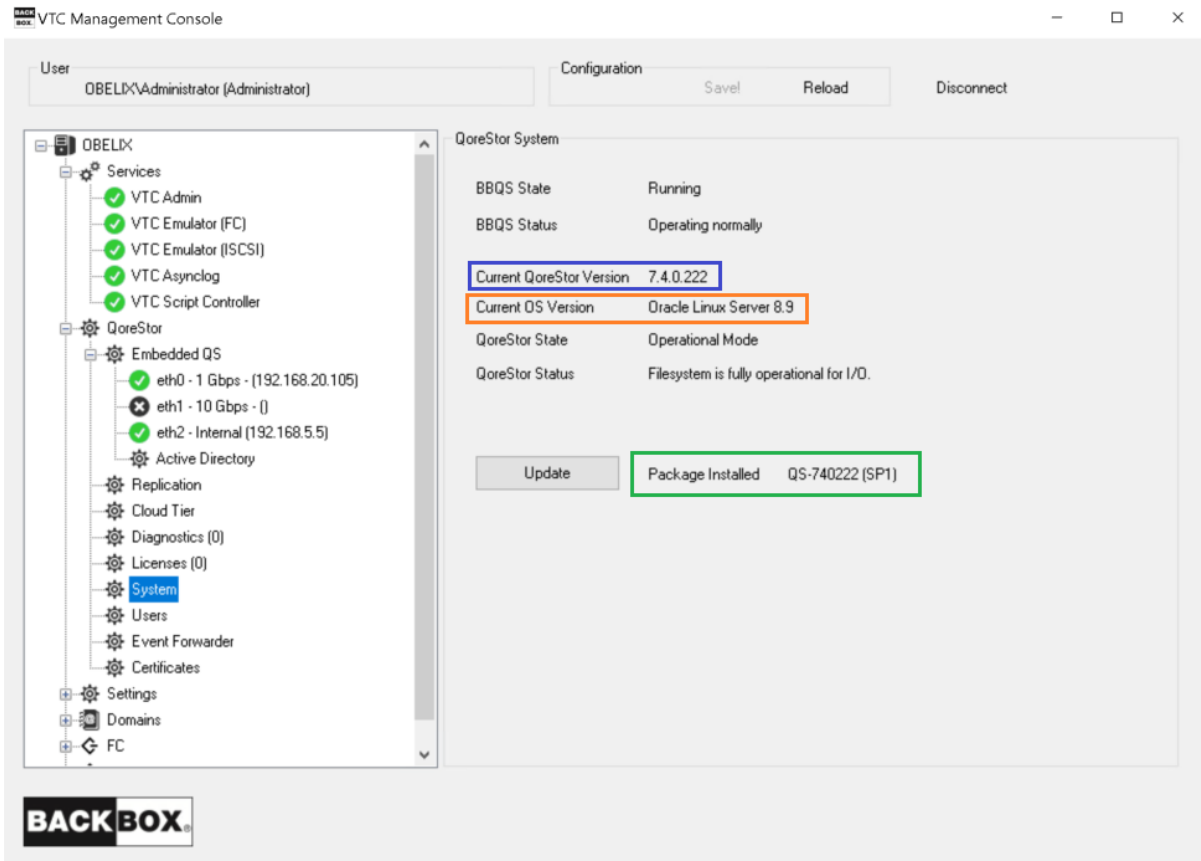 BACK BOX. VTC Management Console
User
OBELIX\Administrator (Administrator)
Configuration
Save!
Reload
Disconnect
OBELIX
Services
VTC Admin
VTC Emulator (FC)
VTC Emulator (ISCSI)
VTC Asynclog
VTC Script Controller
QoreStor
Embedded QS
eth0 - 1 Gbps - (192.168.20.105)
eth1 - 10 Gbps - ()
eth2 - Internal (192.168.5.5)
Active Directory
Replication
Cloud Tier
Diagnostics (0)
Licenses (0)
System
Users
Event Forwarder
Certificates
Settings
Domains
FC
QoreStor System
BBQS State Running
BBQS Status Operating normally
Current QoreStor Version 7.4.0.222
Current OS Version Oracle Linux Server 8.9
QoreStor State Operational Mode
QoreStor Status Filesystem is fully operational for I/O.
Update Package Installed QS-740222 (SP1)
BACKBOX®